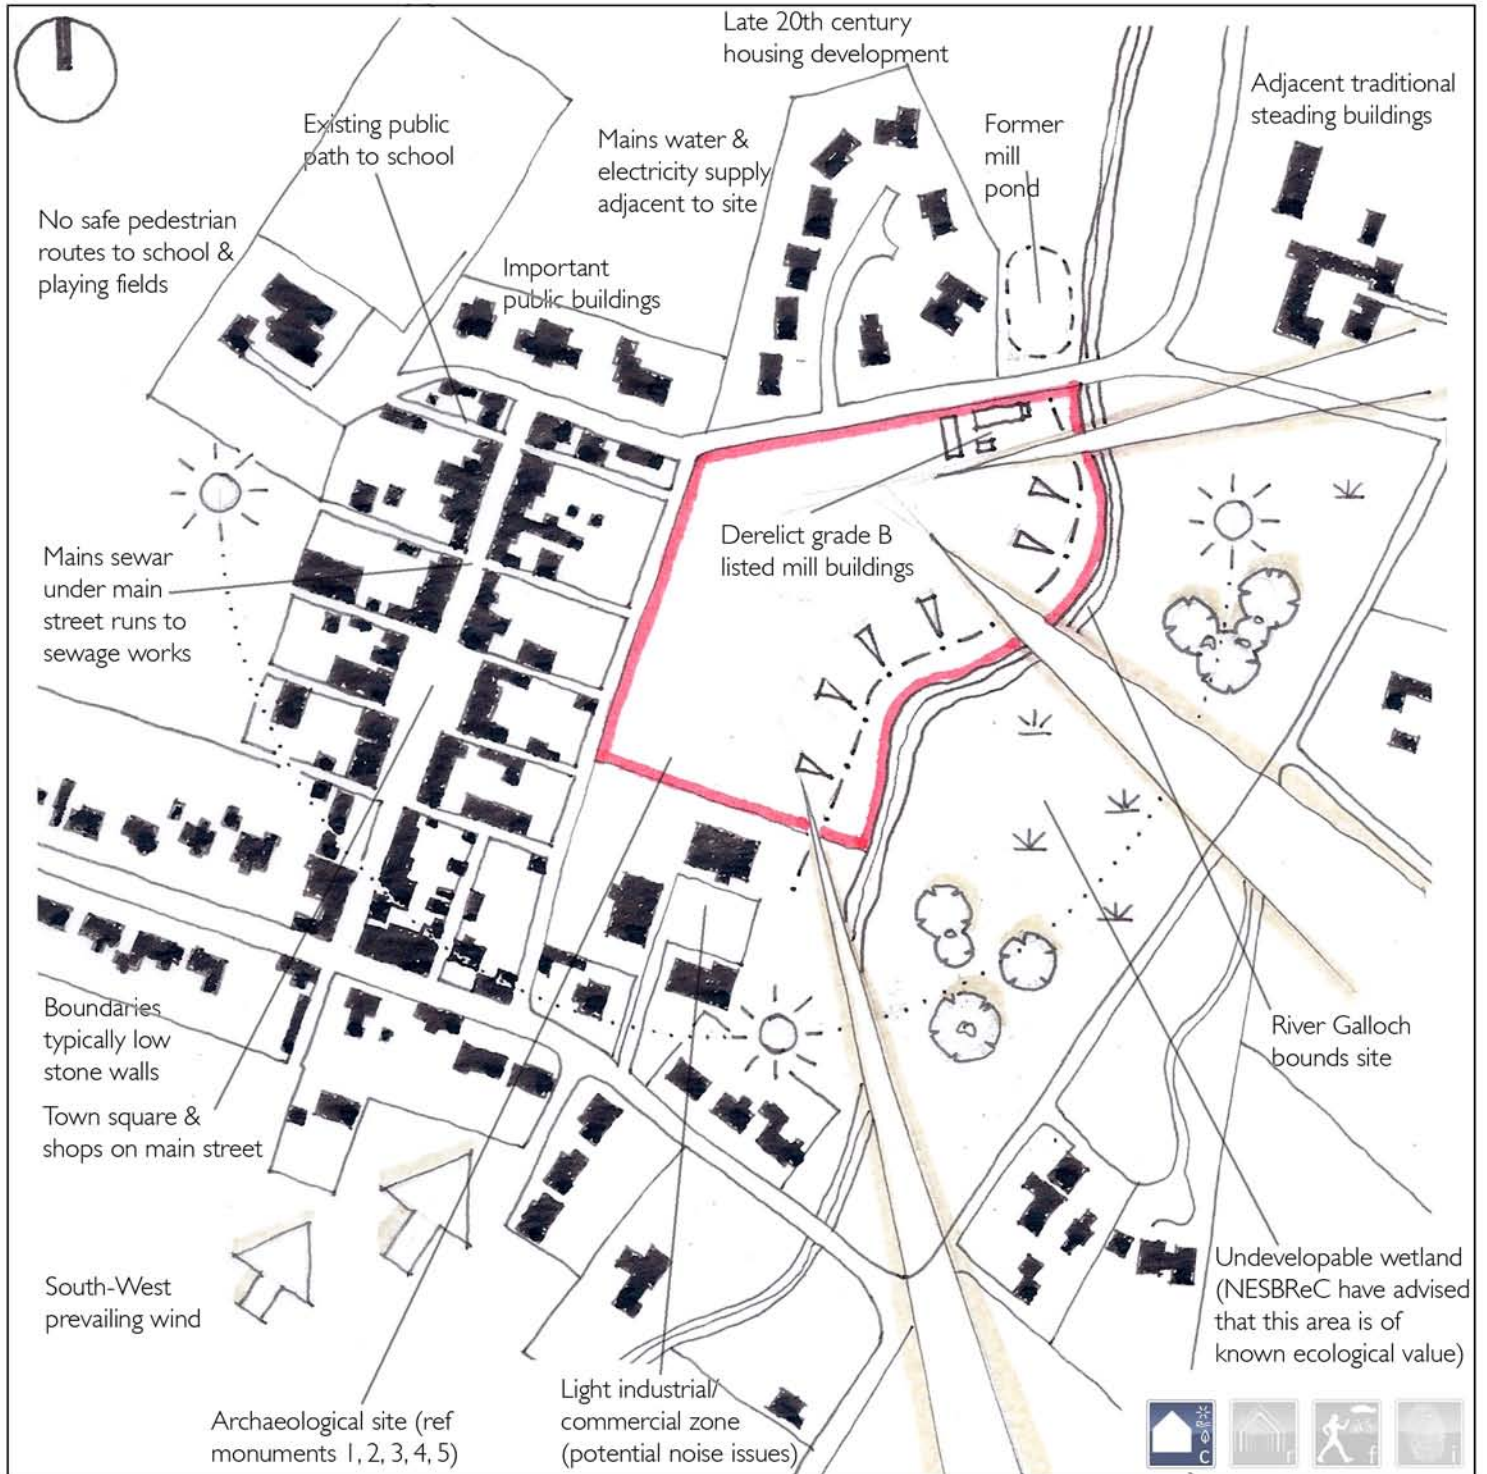 Late 20th century
housing development
Adjacent traditional
steading buildings
Existing public
path to school
Mains water &
electricity supply
adjacent to site
Former
mill
pond
No safe pedestrian
routes to school &
playing fields
Important
public buildings
Derelict grade B
listed mill buildings
Mains sewar
under main
street runs to
sewage works
Boundaries
typically low
stone walls
Town square &
shops on main street
River Galloch
bounds site
South-West
prevailing wind
Undevelopable wetland
(NESBReC have advised
that this area is of
known ecological value)
Light industrial/
commercial zone
(potential noise issues)
Archaeological site (ref
monuments 1, 2, 3, 4, 5)
C
r
f
i